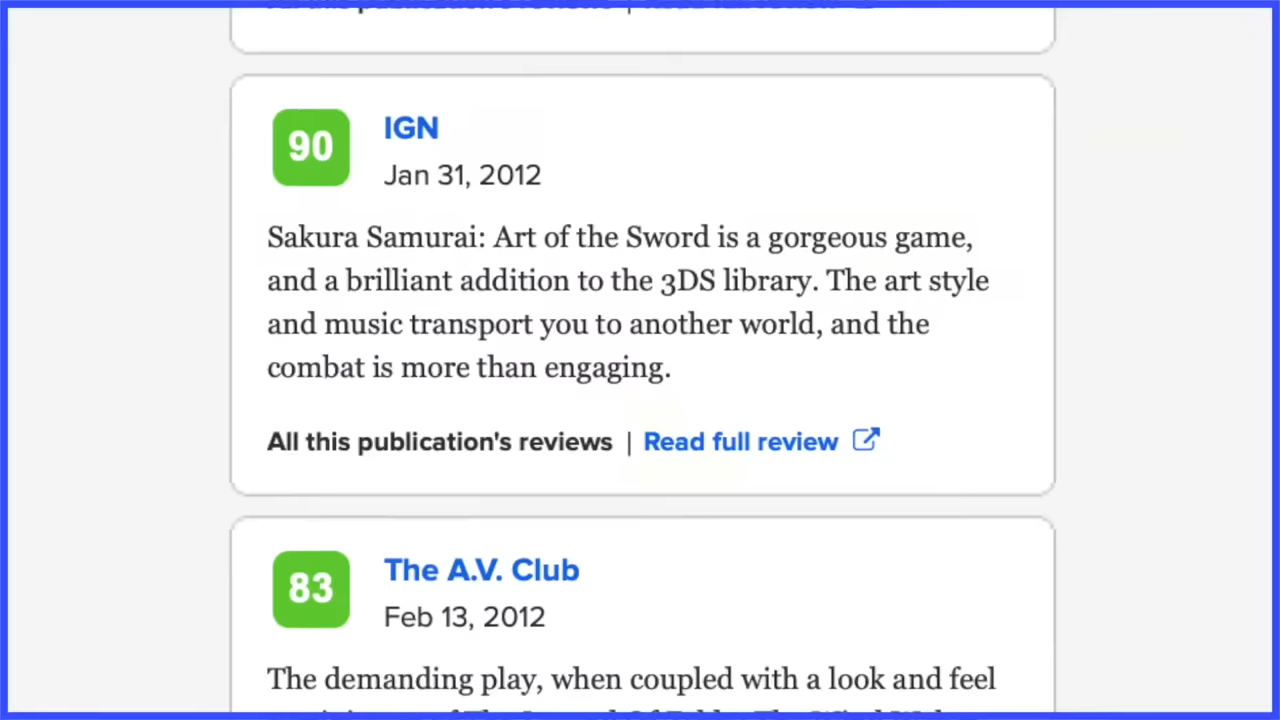 90
IGN
Jan 31, 2012
Sakura Samurai: Art of the Sword is a gorgeous game,
and a brilliant addition to the 3DS library. The art style
and music transport you to another world, and the
combat is more than engaging.
All this publication's reviews | Read full review
83
The A.V. Club
Feb 13, 2012
The demanding play, when coupled with a look and feel